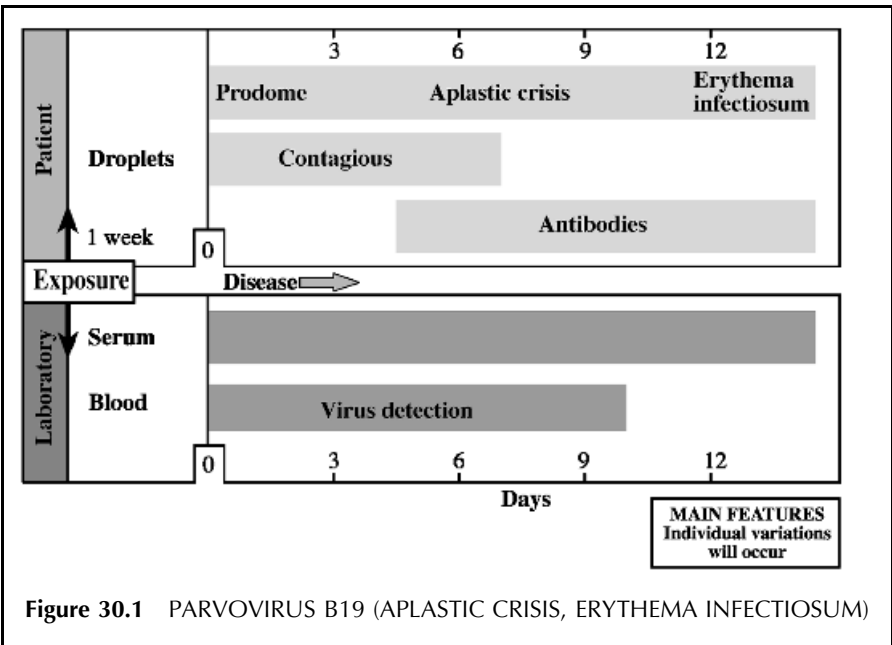 3 6 9 12
Patient
Prodome Aplastic crisis Erythema
infectiosum
Droplets Contagious
Antibodies
1 week
0
Exposure Disease
Laboratory
Serum
Blood Virus detection
0 3 6 9 12
Days
MAIN FEATURES
Individual variations
will occur
Figure 30.1 PARVOVIRUS B19 (APLASTIC CRISIS, ERYTHEMA INFECTIOSUM)